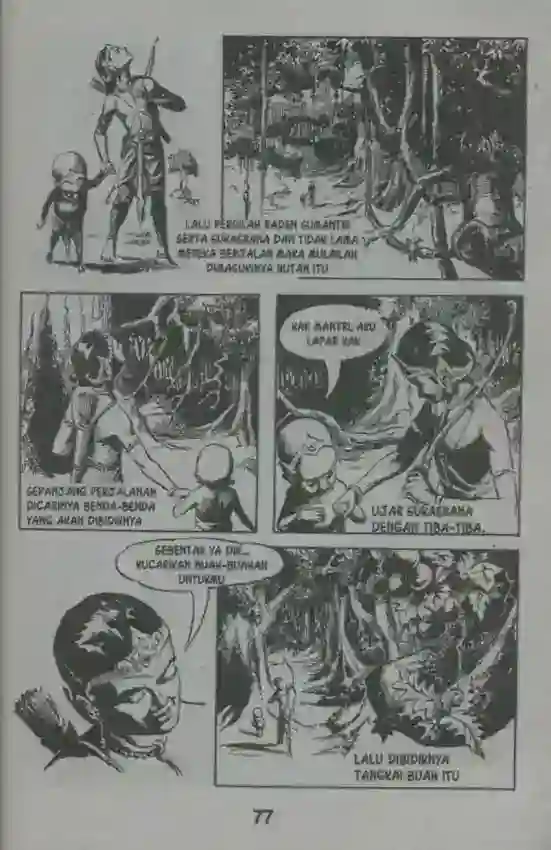 LALU PERGILAH RADEN SUMANTRI
SERTA SUKASRANA DAN TIDAK LAMA
MEREKA BERJALAN MAKA MULAILAH
DIMASUKINYA HUTAN ITU
SEPANJANG PERJALANAN
DICARINYA BENDA-BENDA
YANG AKAN DIBIDIKNYA
KAK MANTRI, AKU
LAPAR KAK
UJAR SUKASRANA
DENGAN TIBA-TIBA.
SEBENTAR YA DIK...
KUCARIKAN BUAH-BUAHAN
UNTUKMU
LALU DIBIDIKNYA
TANGKAI BUAH ITU
77